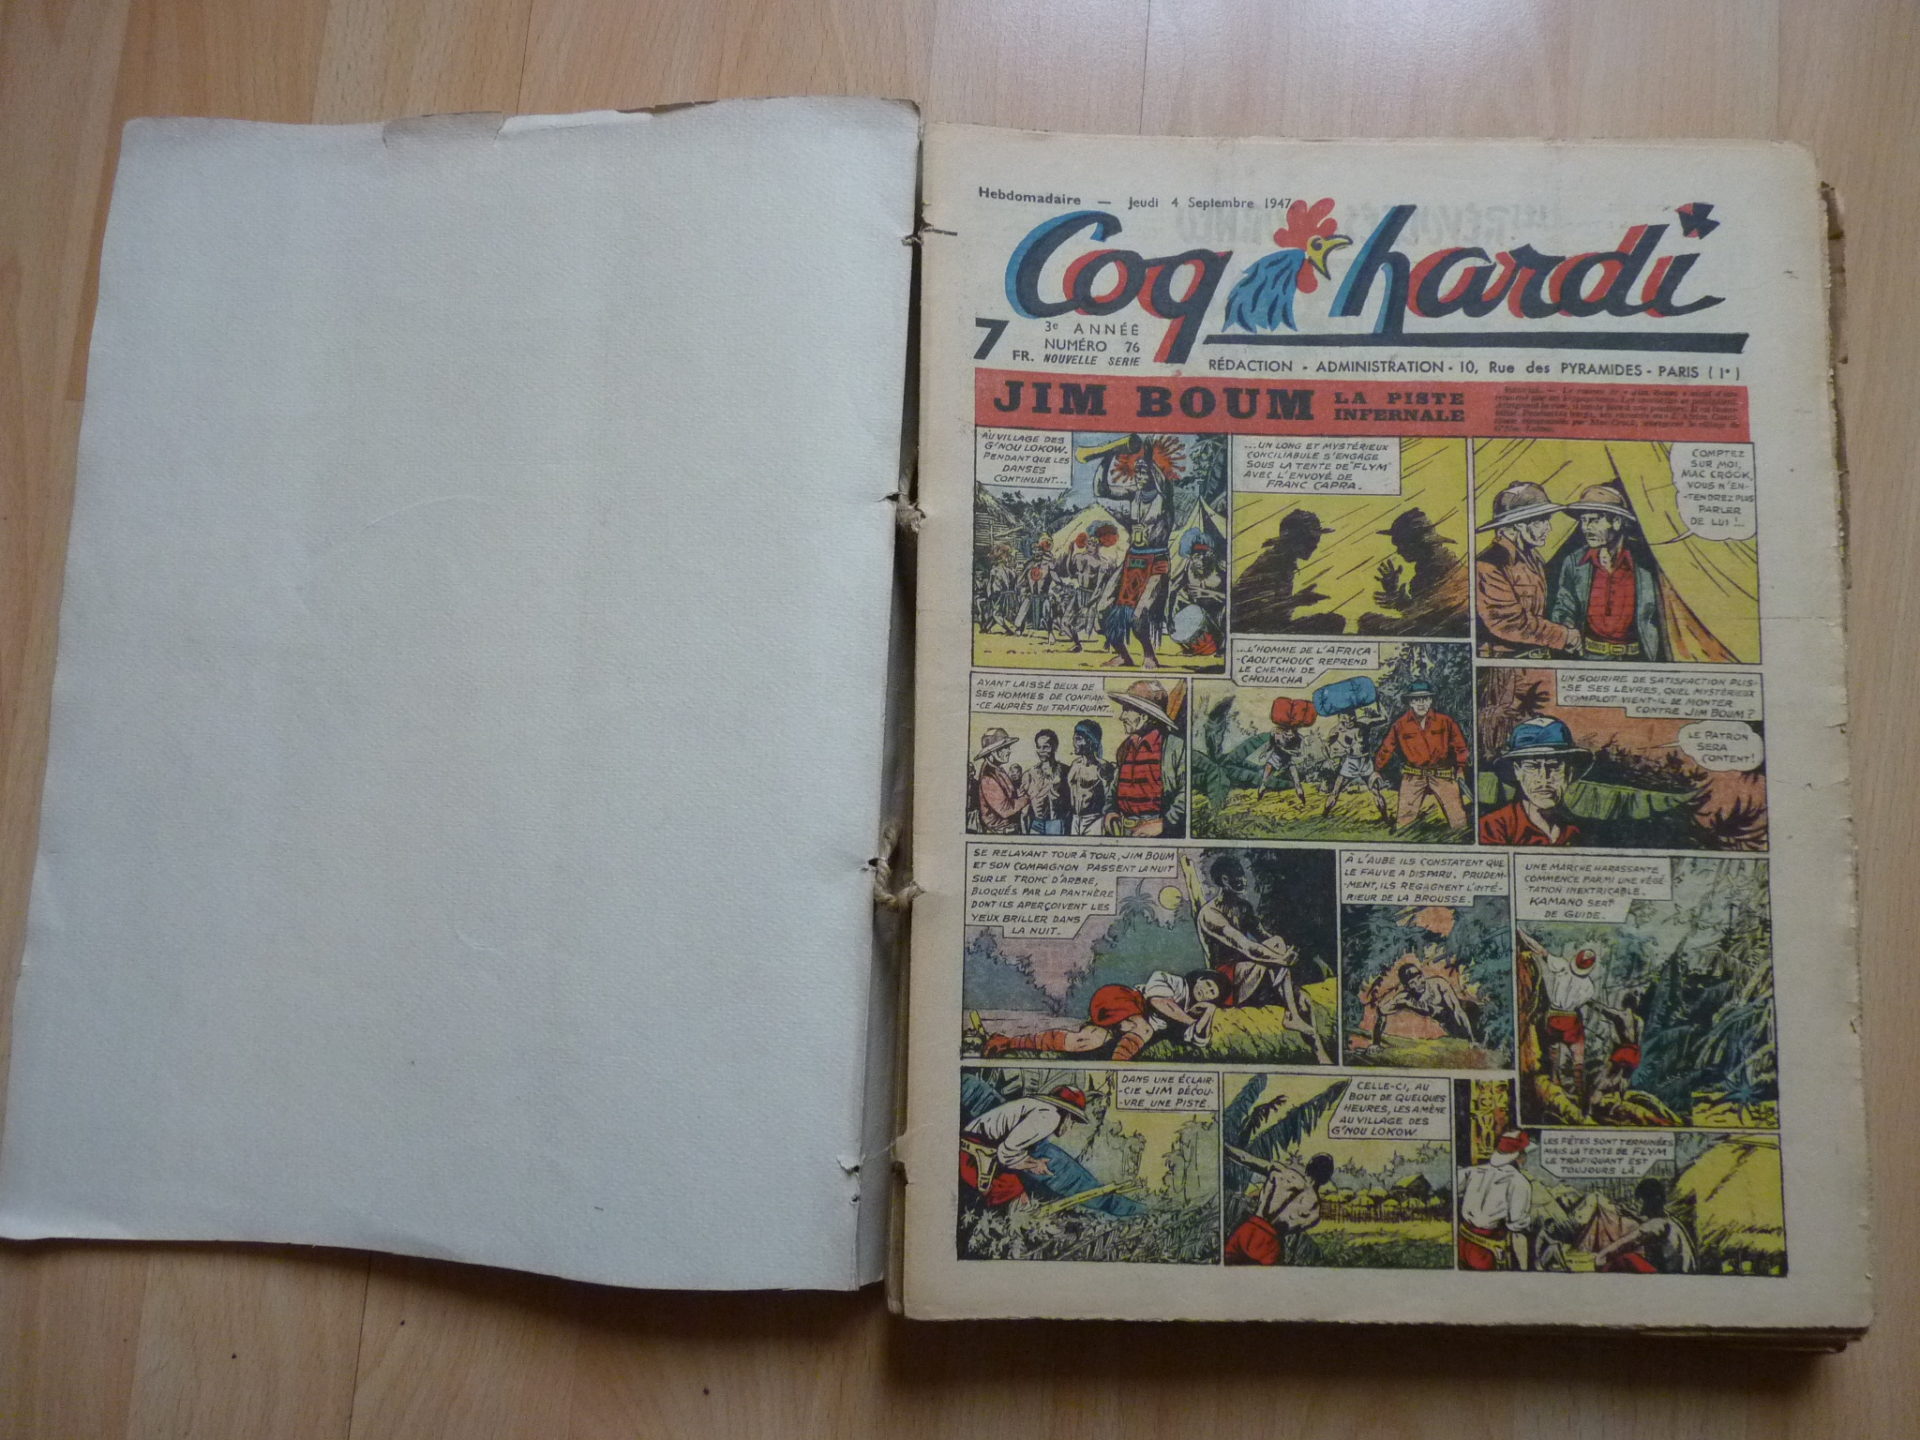 Hebdomadaire — Jeudi 4 Septembre 1947
Coq hardi
7
FR.
3e ANNÉE
NUMÉRO 76
NOUVELLE SÉRIE
RÉDACTION - ADMINISTRATION - 10, Rue des PYRAMIDES - PARIS (1e)
JIM BOUM
LA PISTE
INFERNALE
AU VILLAGE DES
G'NOU LOKOW.
PENDANT QUE LES
DANSES
CONTINUENT...
...UN LONG ET MYSTÉRIEUX
CONCILIABULE S'ENGAGE
SOUS LA TENTE DE "FLYM"
AVEC L'ENVOYÉ DE
FRANC CAPRA.
COMPTEZ
SUR MOI,
MAC CROOK,
VOUS N'EN-
-TENDREZ PLUS
PARLER
DE LUI !...
AYANT LAISSÉ DEUX DE
SES HOMMES DE CONFIAN-
-CE AUPRÈS DU TRAFIQUANT...
...L'HOMME DE L'AFRICA-
-CAOUTCHOUC REPREND
LE CHEMIN DE
CHOUACHA
UN SOURIRE DE SATISFACTION PLIS-
-SE SES LÈVRES, QUEL MYSTÉRIEUX
COMPLOT VIENT-IL DE MONTER
CONTRE JIM BOUM ?
LE PATRON
SERA
CONTENT !
SE RELAYANT TOUR À TOUR, JIM BOUM
ET SON COMPAGNON PASSENT LA NUIT
SUR LE TRONC D'ARBRE,
BLOQUÉS PAR LA PANTHÈRE
DONT ILS APERÇOIVENT LES
YEUX BRILLER DANS
LA NUIT.
À L'AUBE ILS CONSTATENT QUE
LE FAUVE A DISPARU. PRUDEM-
-MENT, ILS REGAGNENT L'INTÉ-
-RIEUR DE LA BROUSSE.
UNE MARCHE HARASSANTE
COMMENCE PARMI UNE VÉGÉ
TATION INEXTRICABLE.
KAMANO SERT
DE GUIDE.
DANS UNE ÉCLAIR-
-CIE JIM DÉCOU-
-VRE UNE PISTE.
CELLE-CI, AU
BOUT DE QUELQUES
HEURES, LES AMÈNE
AU VILLAGE DES
G'NOU LOKOW.
LES FÊTES SONT TERMINÉES
MAIS LA TENTE DE FLYM
LE TRAFIQUANT EST
TOUJOURS LÀ.